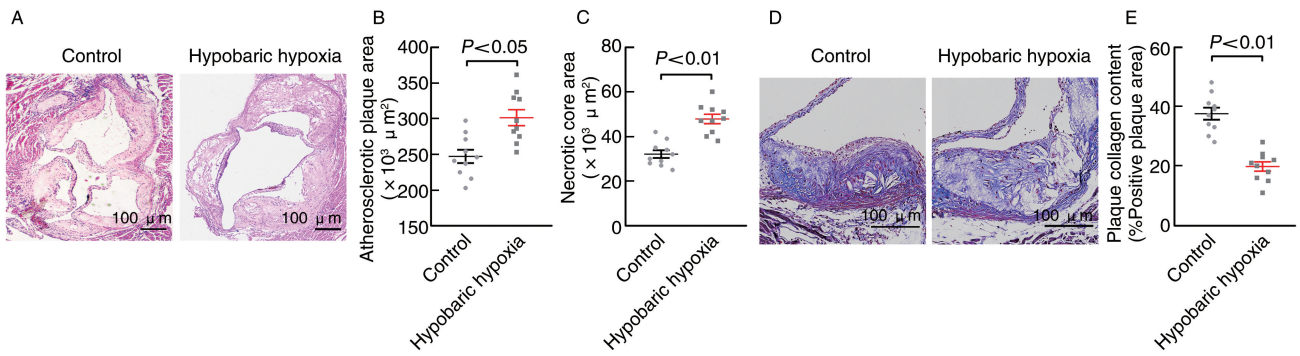 A
Control
Hypobaric hypoxia
100 μm
100 μm
B
Atherosclerotic plaque area
(×10³ μm²)
400
350
300
250
200
150
P<0.05
Control
Hypobaric hypoxia
C
Necrotic core area
(×10³ μm²)
80
60
40
20
0
P<0.01
Control
Hypobaric hypoxia
D
Control
Hypobaric hypoxia
100 μm
100 μm
E
Plaque collagen content
(%Positive plaque area)
60
40
20
0
P<0.01
Control
Hypobaric hypoxia